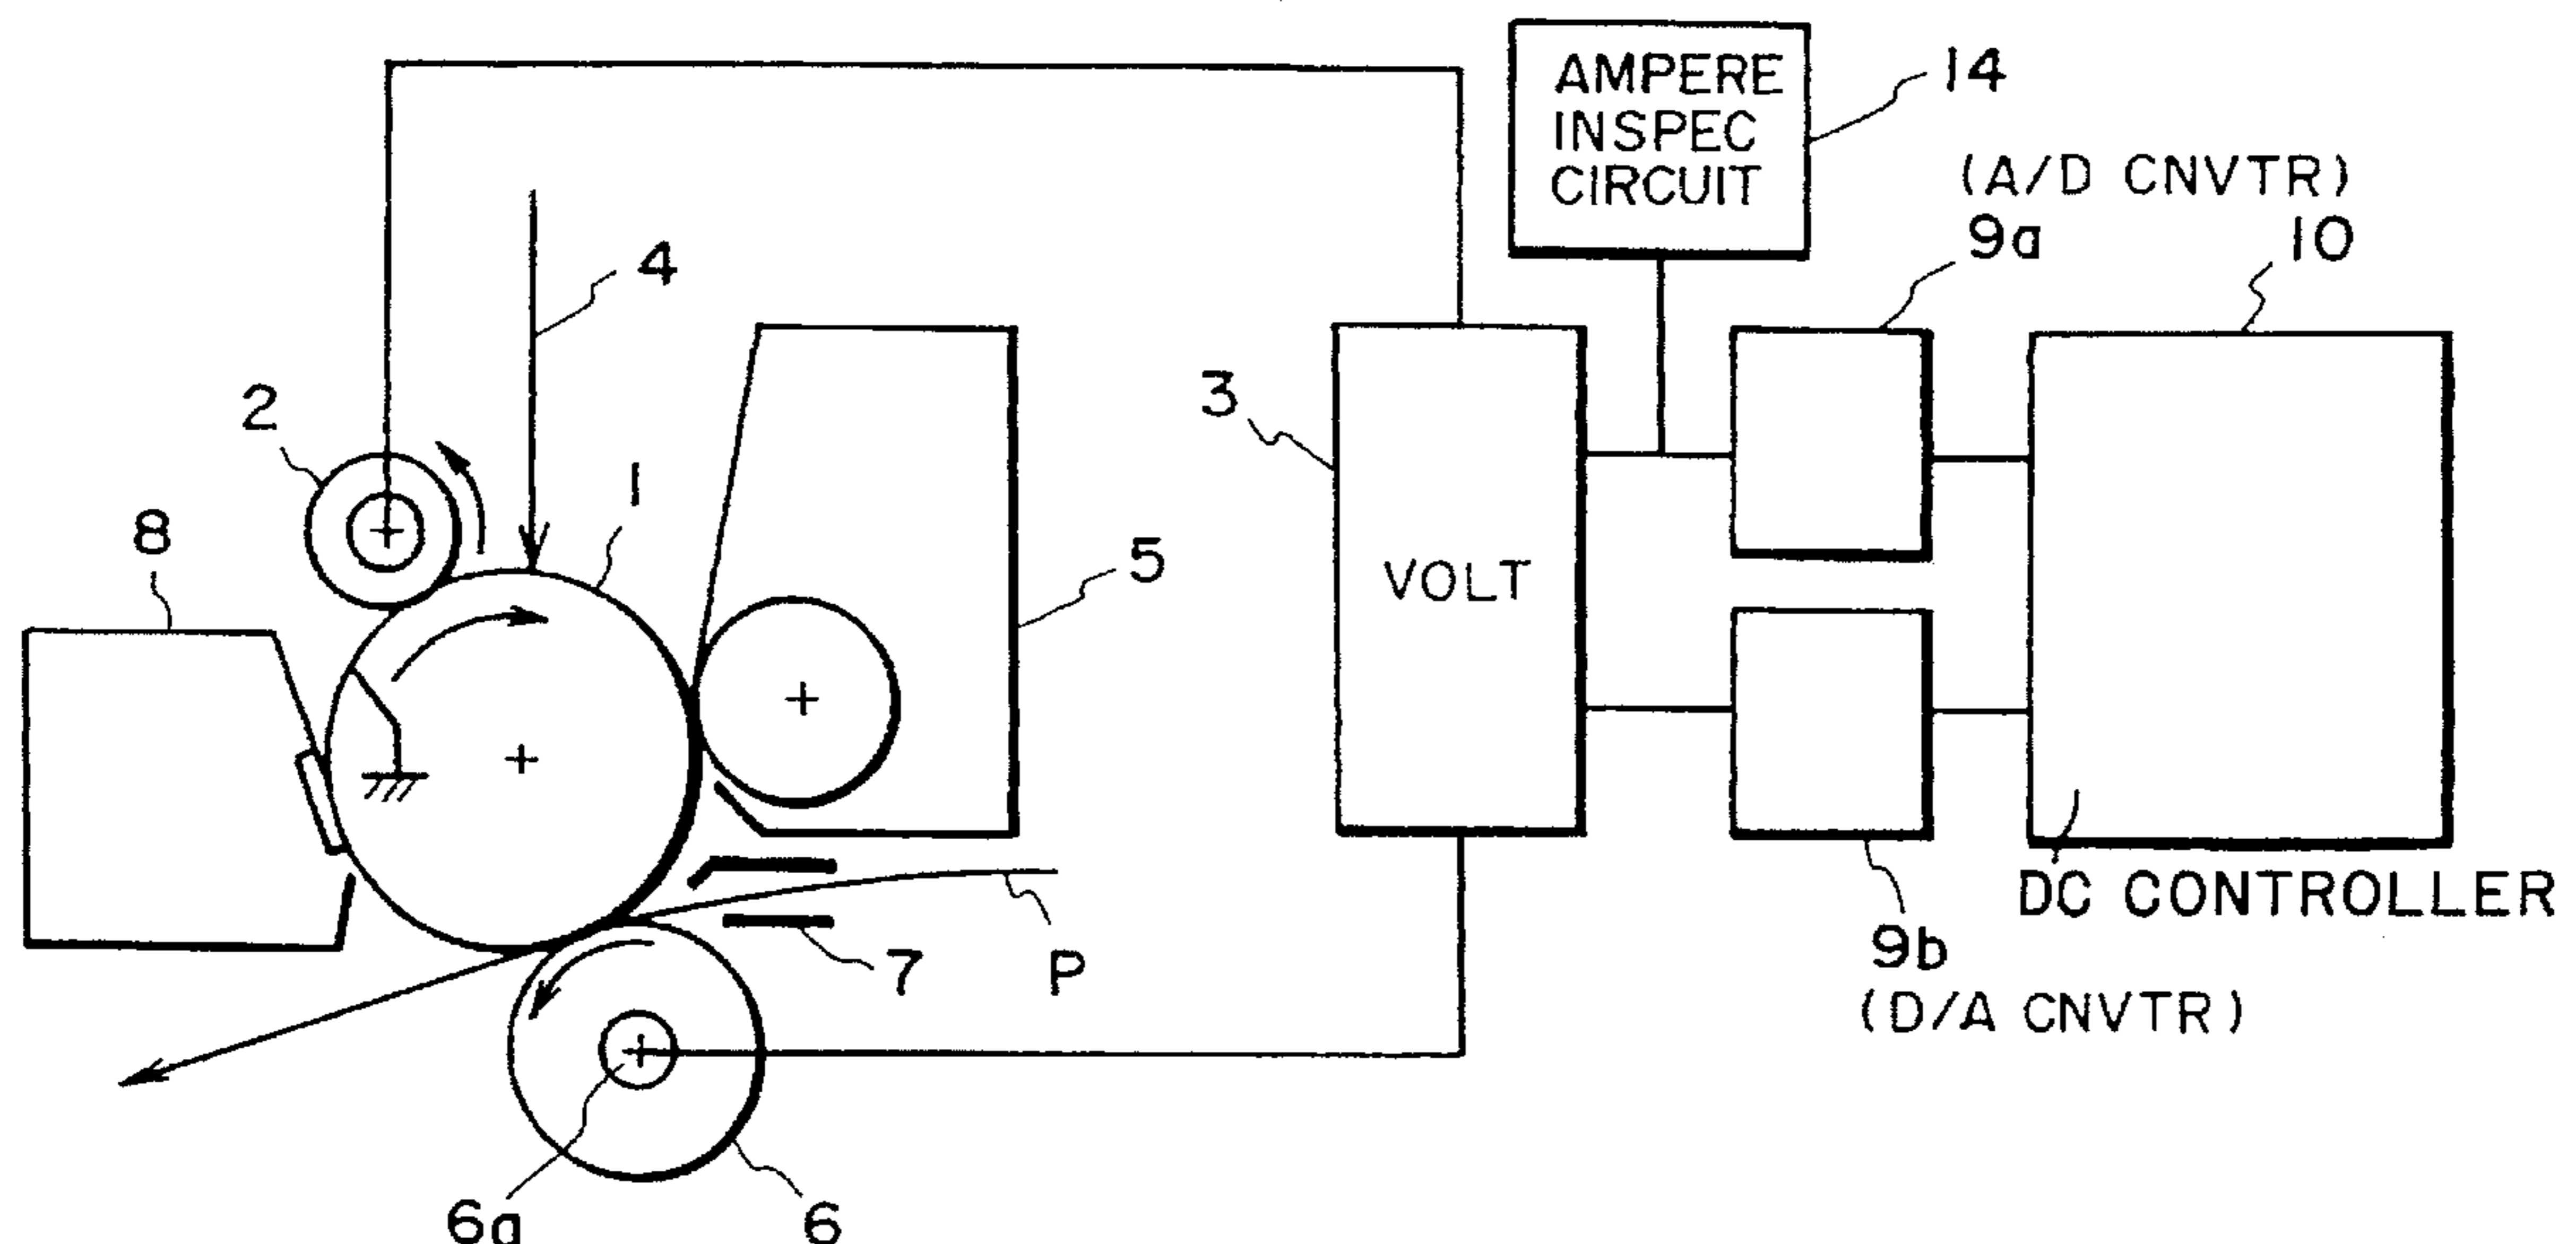 AMPERE
INSPEC
CIRCUIT
14
(A/D CNVTR)
9a
10
4
2
3
1
8
5
VOLT
DC CONTROLLER
9b
7
P
(D/A CNVTR)
6a
6